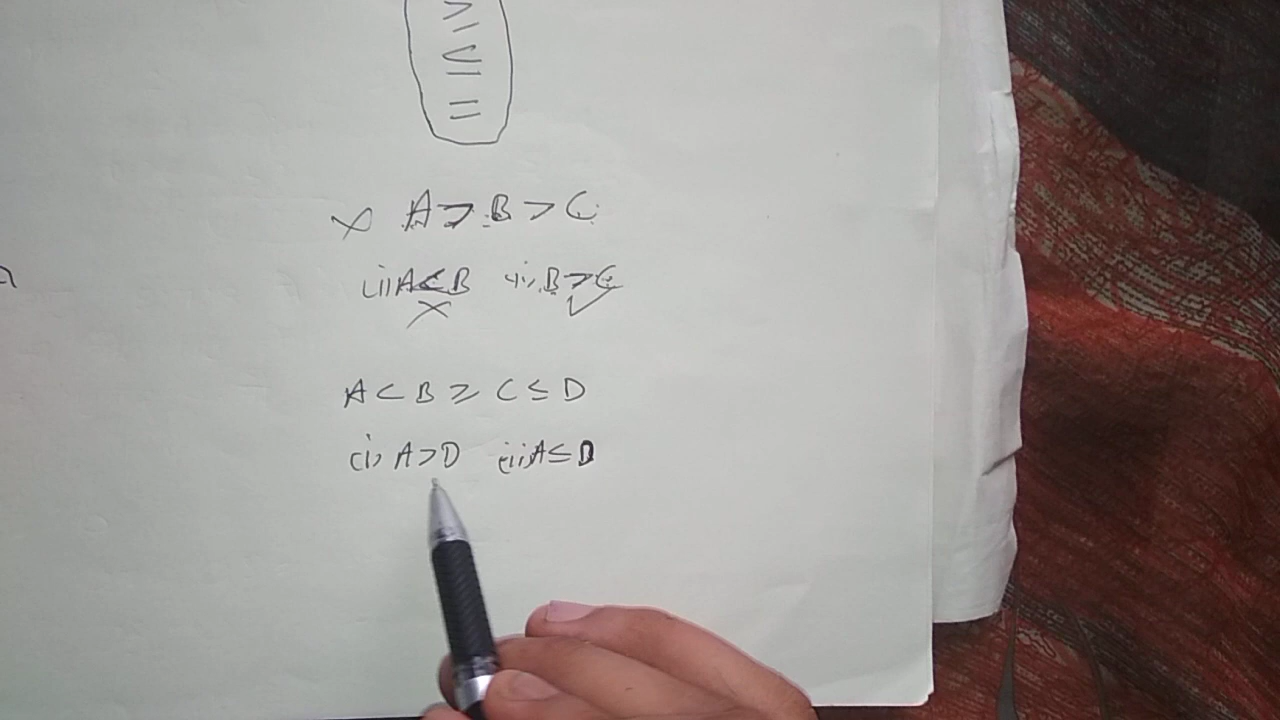 ≥
≤
=
× A > B > C
(i) A < B (ii) B > C
× ✓
A < B ≥ C ≤ D
(i) A > D (ii) A ≤ D